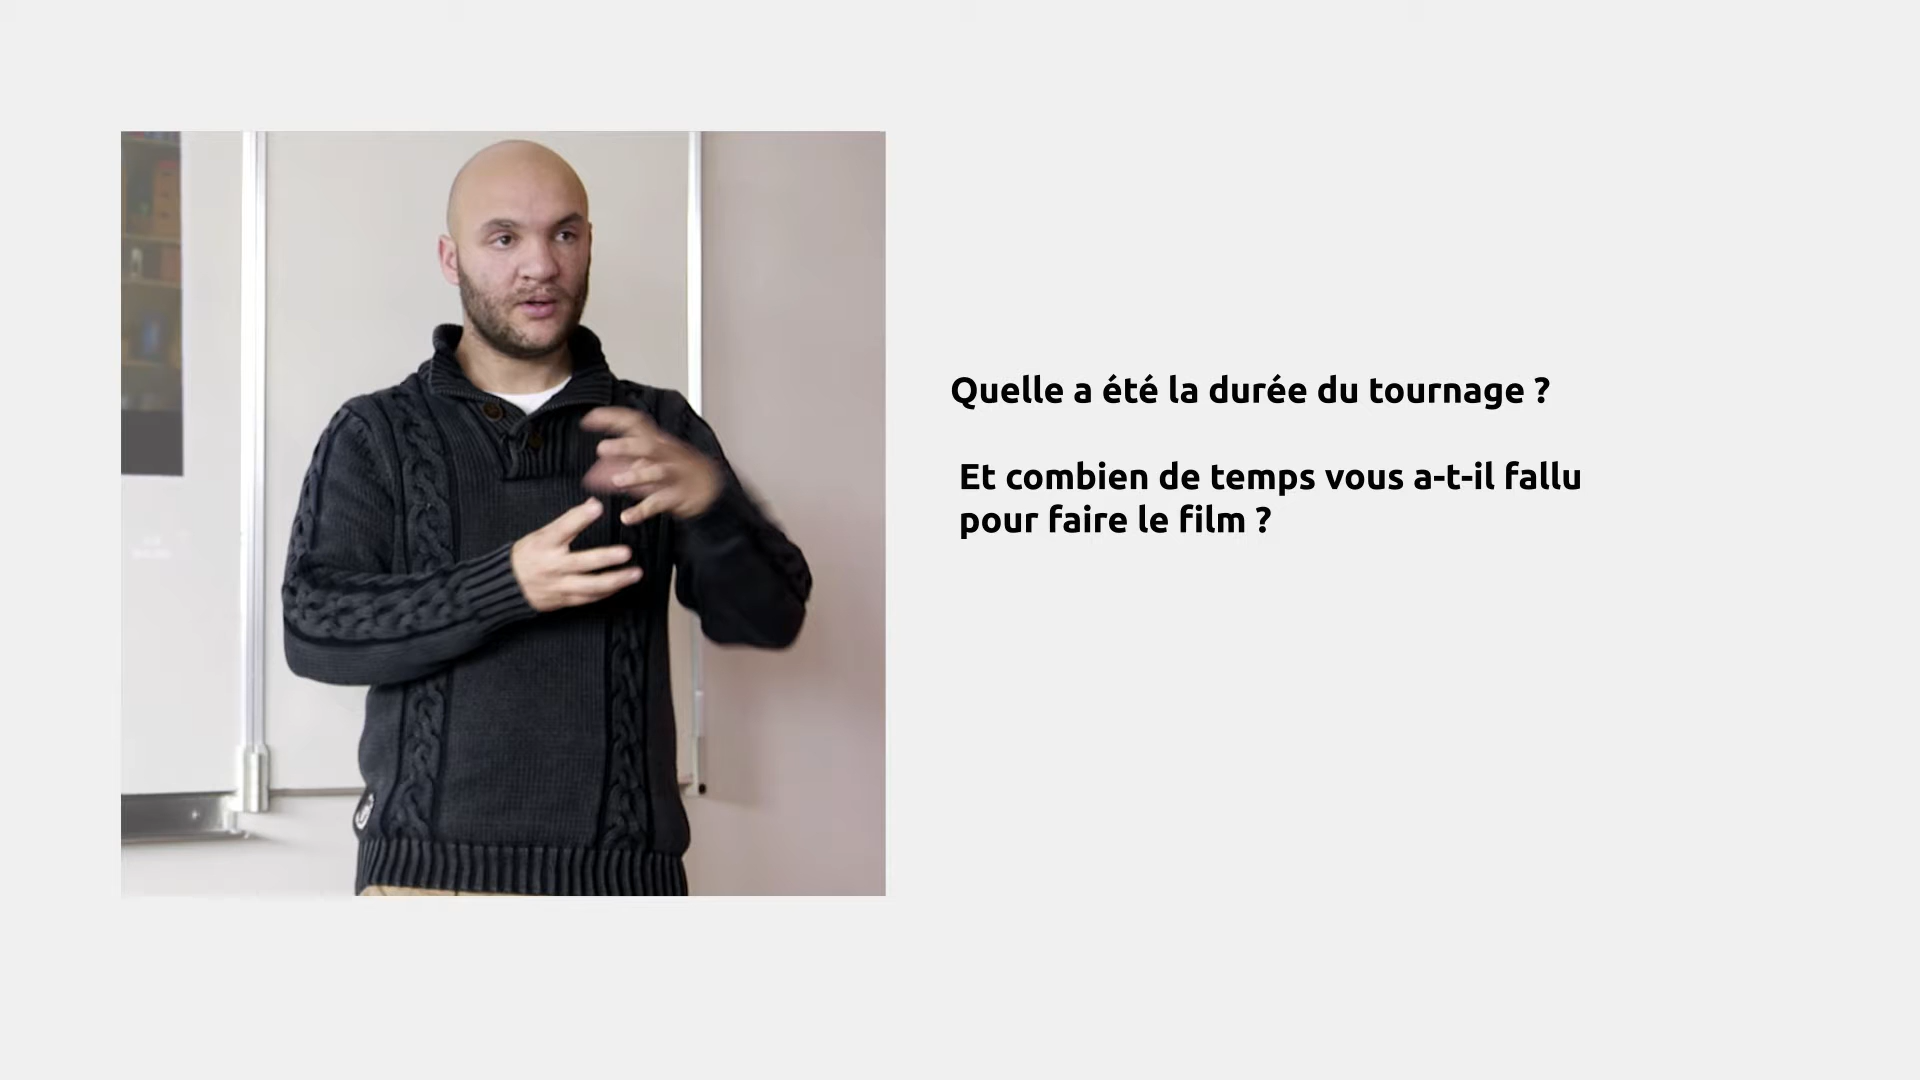 Quelle a été la durée du tournage ?
Et combien de temps vous a-t-il fallu
pour faire le film ?